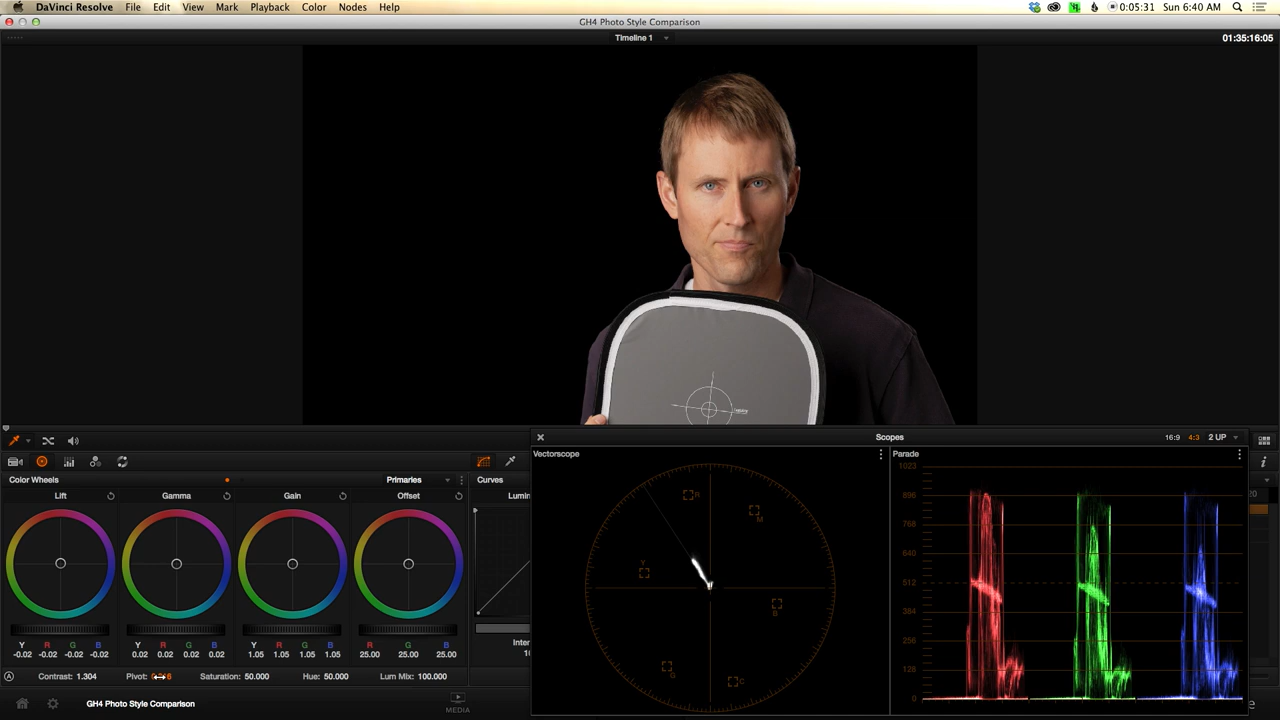 DaVinci Resolve File Edit View Mark Playback Color Nodes Help 0:05:31 Sun 6:40 AM
GH4 Photo Style Comparison
Timeline 1 01:35:16:05
Scopes 16:9 4:3 2 UP
Vectorscope Parade
Color Wheels Primaries Curves
Lift Gamma Gain Offset Lumin
R M Y B G C
1023
896
768
640
512
384
256
128
0
20
Y R G B Y R G B Y R G B R G B
-0.02 -0.02 -0.02 -0.02 0.02 0.02 0.02 0.02 1.05 1.05 1.05 1.05 25.00 25.00 25.00
Inter
Contrast: 1.304 Pivot: Saturation: 50.000 Hue: 50.000 Lum Mix: 100.000
GH4 Photo Style Comparison MEDIA